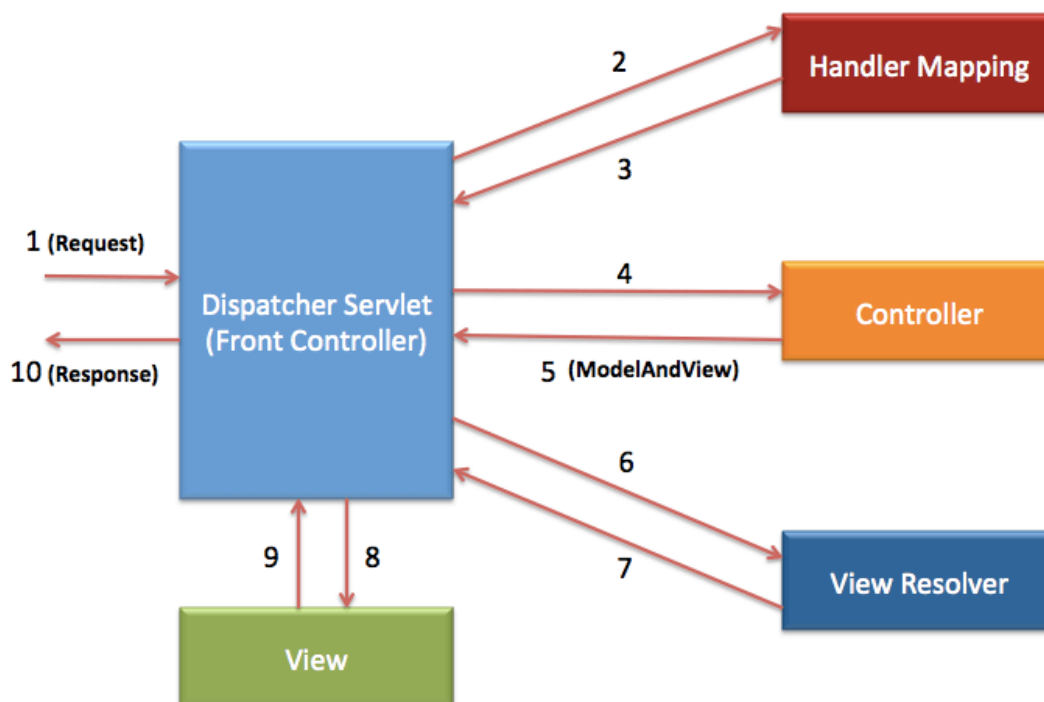 2
Handler Mapping
3
1 (Request)
4
Dispatcher Servlet
(Front Controller)
Controller
10 (Response)
5 (ModelAndView)
6
9
8
7
View Resolver
View